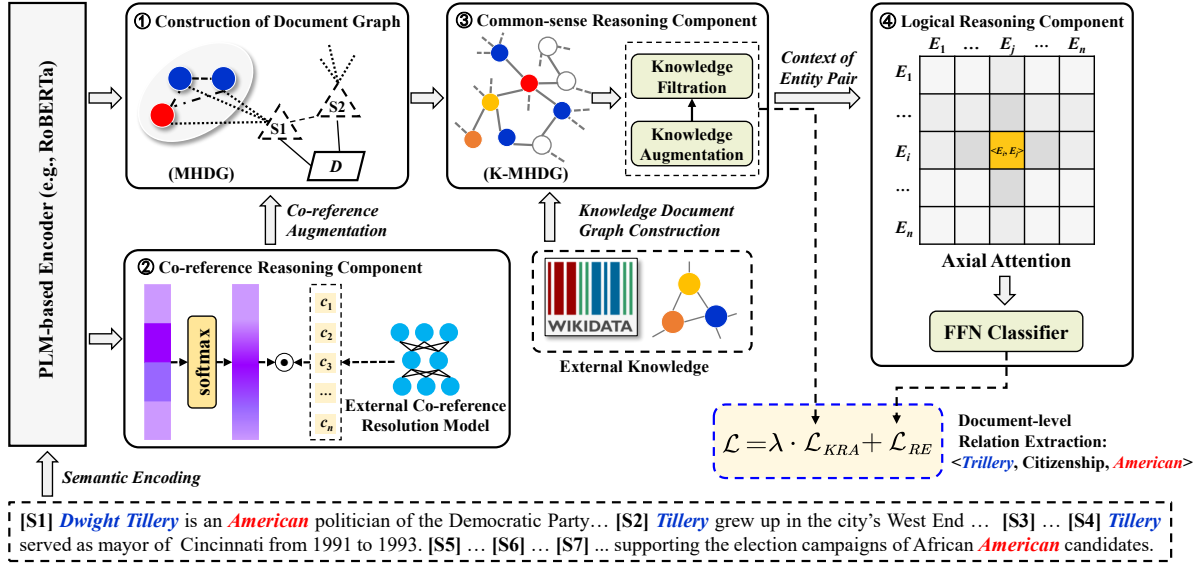 PLM-based Encoder (e.g., RoBERTa)
① Construction of Document Graph
S1
S2
D
(MHDG)
Co-reference
Augmentation
② Co-reference Reasoning Component
softmax
c1
c2
c3
...
cn
External Co-reference
Resolution Model
③ Common-sense Reasoning Component
Knowledge
Filtration
Knowledge
Augmentation
(K-MHDG)
Knowledge Document
Graph Construction
WIKIDATA
External Knowledge
Context of
Entity Pair
④ Logical Reasoning Component
E1 ... Ej ... En
E1
...
Ei
<Ei, Ej>
...
En
Axial Attention
FFN Classifier
L = λ · L_KRA + L_RE
Document-level
Relation Extraction:
<Trillery, Citizenship, American>
Semantic Encoding
[S1] Dwight Tillery is an American politician of the Democratic Party… [S2] Tillery grew up in the city's West End … [S3] … [S4] Tillery
served as mayor of Cincinnati from 1991 to 1993. [S5] … [S6] … [S7] ... supporting the election campaigns of African American candidates.